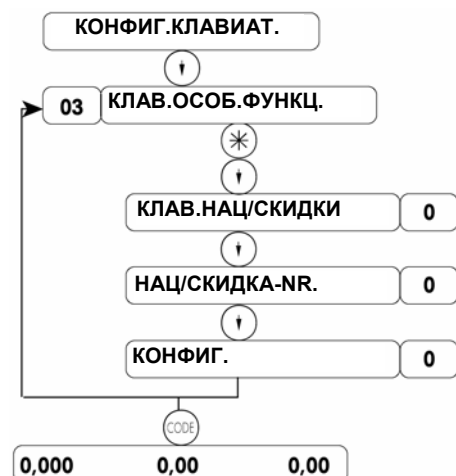 КОНФИГ.КЛАВИАТ.
03 КЛАВ.ОСОБ.ФУНКЦ.
КЛАВ.НАЦ/СКИДКИ 0
НАЦ/СКИДКА-NR. 0
КОНФИГ. 0
CODE
0,000 0,00 0,00